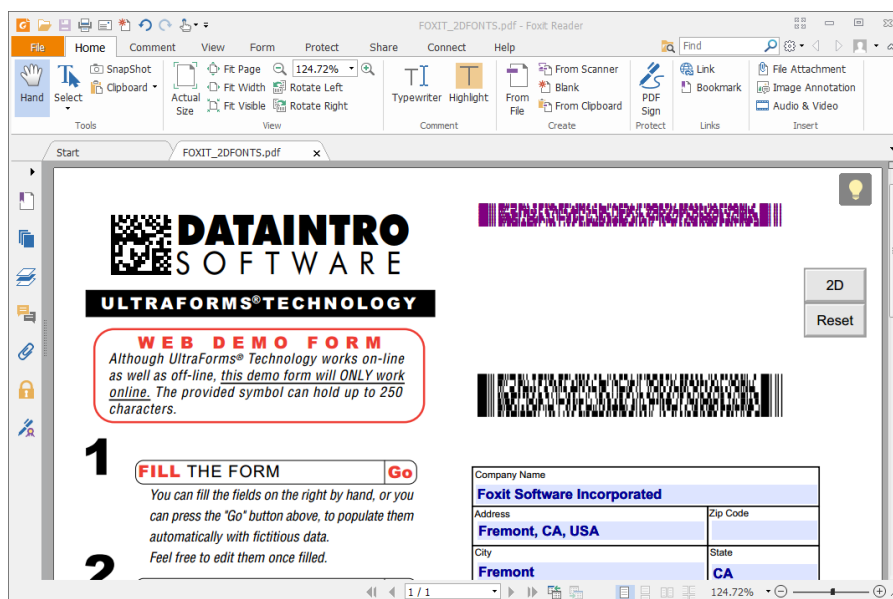 FOXIT_2DFONTS.pdf - Foxit Reader
File Home Comment View Form Protect Share Connect Help Find
Hand
Select
SnapShot
Clipboard
Tools
Actual Size
Fit Page
Fit Width
Fit Visible
124.72%
Rotate Left
Rotate Right
View
Typewriter Highlight
Comment
From File
From Scanner
Blank
From Clipboard
Create
PDF Sign
Protect
Link
Bookmark
Links
File Attachment
Image Annotation
Audio & Video
Insert
Start FOXIT_2DFONTS.pdf
DATAINTRO
SOFTWARE
ULTRAFORMS®TECHNOLOGY
WEB DEMO FORM
Although UltraForms® Technology works on-line
as well as off-line, this demo form will ONLY work
online. The provided symbol can hold up to 250
characters.
2D
Reset
1
FILL THE FORM Go
You can fill the fields on the right by hand, or you
can press the "Go" button above, to populate them
automatically with fictitious data.
Feel free to edit them once filled.
2
Company Name
Foxit Software Incorporated
Address Zip Code
Fremont, CA, USA
City State
Fremont CA
1 / 1 124.72%